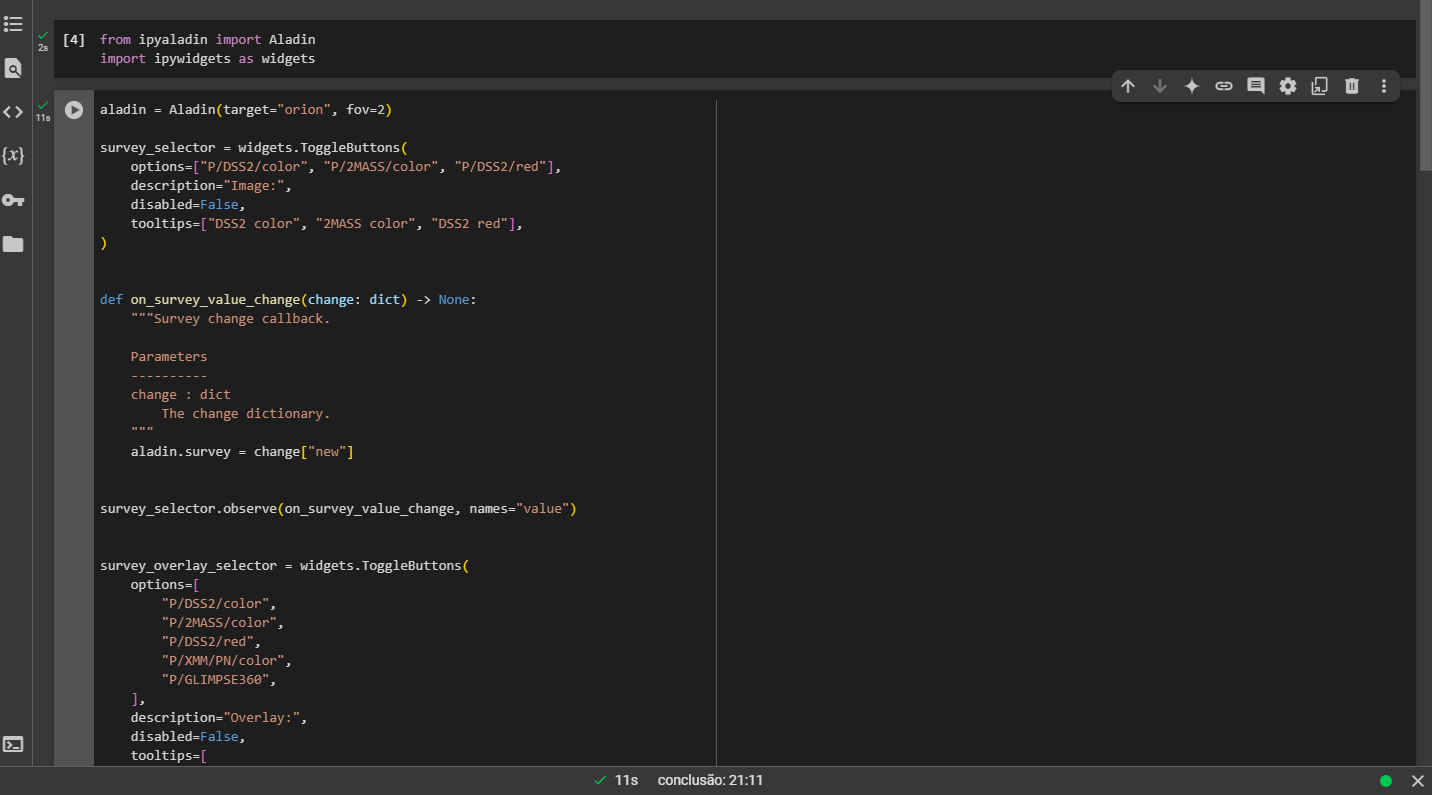 2s
[4] from ipyaladin import Aladin
import ipywidgets as widgets
11s
aladin = Aladin(target="orion", fov=2)
survey_selector = widgets.ToggleButtons(
    options=["P/DSS2/color", "P/2MASS/color", "P/DSS2/red"],
    description="Image:",
    disabled=False,
    tooltips=["DSS2 color", "2MASS color", "DSS2 red"],
)
def on_survey_value_change(change: dict) -> None:
    """Survey change callback.
    Parameters
    ----------
    change : dict
        The change dictionary.
    """
    aladin.survey = change["new"]
survey_selector.observe(on_survey_value_change, names="value")
survey_overlay_selector = widgets.ToggleButtons(
    options=[
        "P/DSS2/color",
        "P/2MASS/color",
        "P/DSS2/red",
        "P/XMM/PN/color",
        "P/GLIMPSE360",
    ],
    description="Overlay:",
    disabled=False,
    tooltips=[
{x}
11s conclusão: 21:11